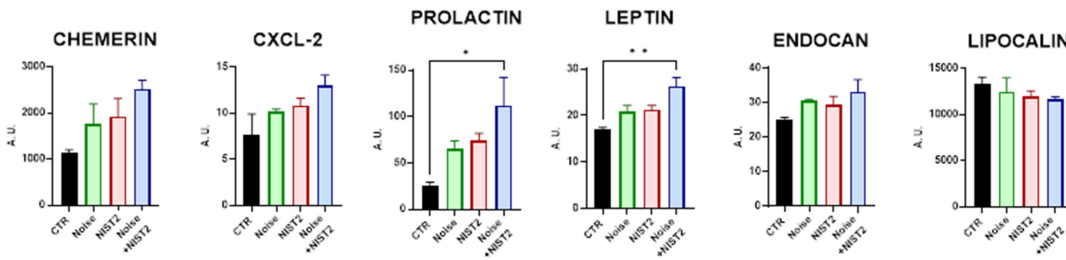 PROLACTIN LEPTIN
CHEMERIN CXCL-2 ENDOCAN LIPOCALIN
* **
3000 15 150 30 40 15000
2000 10 100 20 30 10000
1000 5 50 10 20 5000
10
0 0 0 0 0 0
A.U. A.U. A.U. A.U. A.U. A.U.
CTR Noise NIST2 Noise +NIST2 CTR Noise NIST2 Noise +NIST2 CTR Noise NIST2 Noise +NIST2 CTR Noise NIST2 Noise +NIST2 CTR Noise NIST2 Noise +NIST2 CTR Noise NIST2 Noise +NIST2